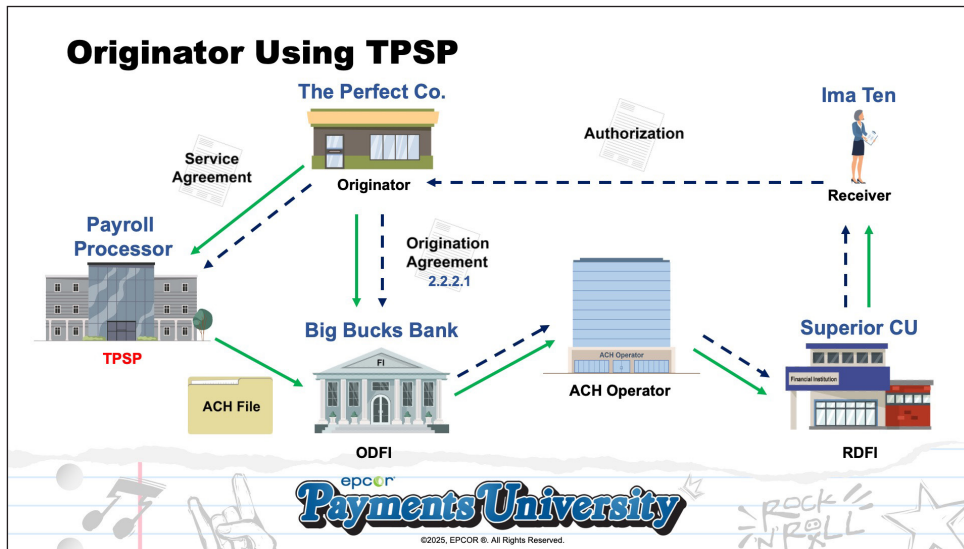 Originator Using TPSP
The Perfect Co.
Ima Ten
Service
Agreement
Authorization
Originator
Receiver
Payroll
Processor
Origination
Agreement
2.2.2.1
Big Bucks Bank
Superior CU
TPSP
FI
ACH Operator
Financial Institution
ACH Operator
ACH File
ODFI
RDFI
epcor®
Payments University
ROCK
N' ROLL
©2025, EPCOR ®. All Rights Reserved.